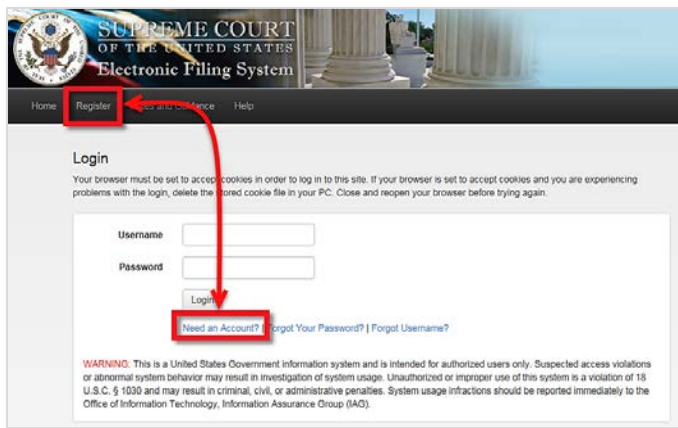 SUPREME COURT
OF THE UNITED STATES
Electronic Filing System
Home Register and Guidance Help
Login
Your browser must be set to accept cookies in order to log in to this site. If your browser is set to accept cookies and you are experiencing
problems with the login, delete the stored cookie file in your PC. Close and reopen your browser before trying again.
Username
Password
Login
Need an Account? | Forgot Your Password? | Forgot Username?
WARNING: This is a United States Government information system and is intended for authorized users only. Suspected access violations
or abnormal system behavior may result in investigation of system usage. Unauthorized or improper use of this system is a violation of 18
U.S.C. § 1030 and may result in criminal, civil, or administrative penalties. System usage infractions should be reported immediately to the
Office of Information Technology, Information Assurance Group (IAG).